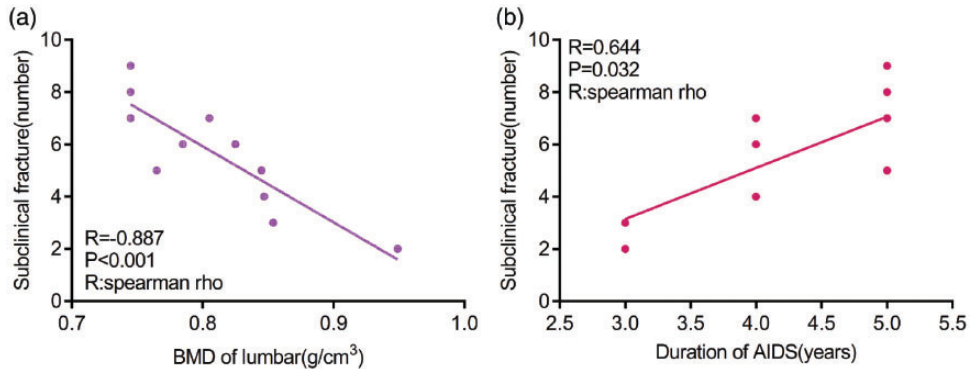 (a)
Subclinical fracture(number)
10
8
6
4
2
0
R=-0.887
P<0.001
R:spearman rho
0.7
0.8
0.9
1.0
BMD of lumbar(g/cm³)
(b)
Subclinical fracture(number)
10
8
6
4
2
0
R=0.644
P=0.032
R:spearman rho
2.5
3.0
3.5
4.0
4.5
5.0
5.5
Duration of AIDS(years)